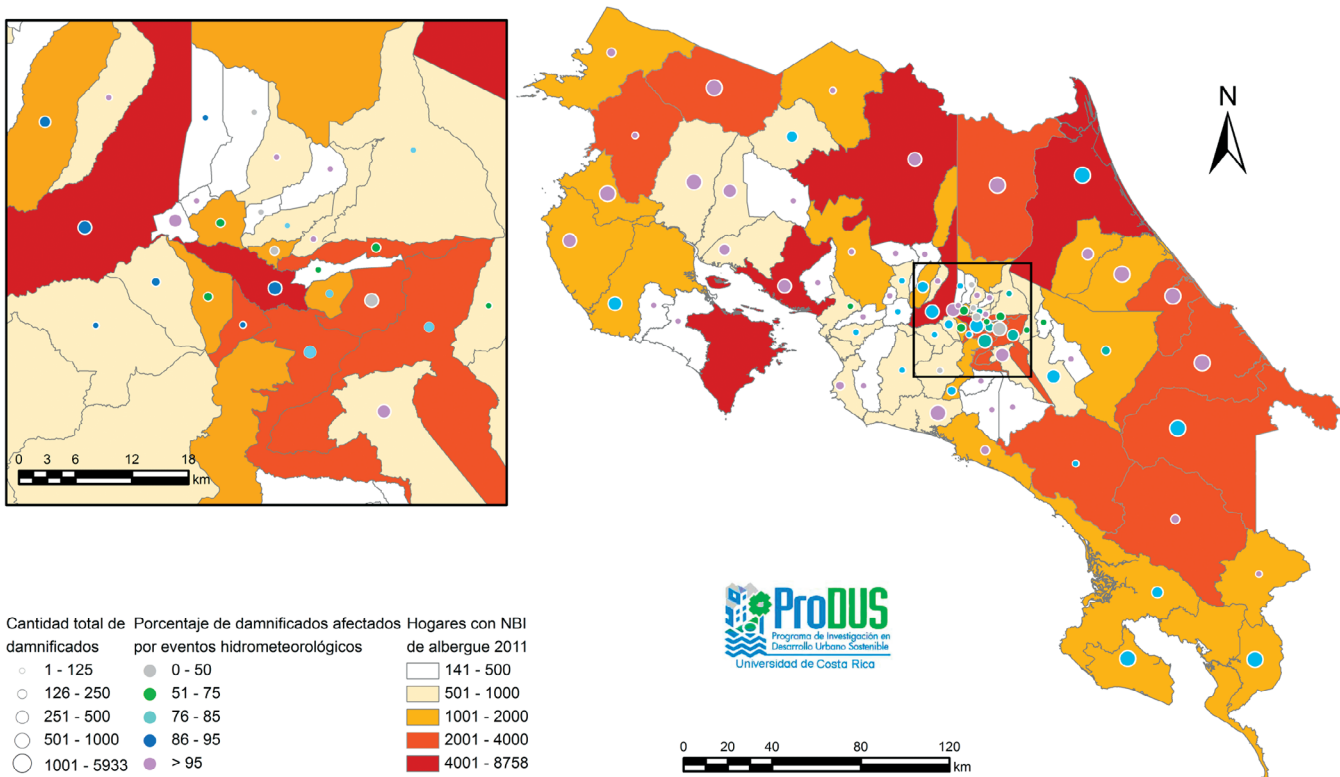 N
0 3 6 12 18
km
Cantidad total de
damnificados
1 - 125
126 - 250
251 - 500
501 - 1000
1001 - 5933
Porcentaje de damnificados afectados
por eventos hidrometeorológicos
0 - 50
51 - 75
76 - 85
86 - 95
> 95
Hogares con NBI
de albergue 2011
141 - 500
501 - 1000
1001 - 2000
2001 - 4000
4001 - 8758
ProDUS
Programa de Investigación en
Desarrollo Urbano Sostenible
Universidad de Costa Rica
0 20 40 80 120
km